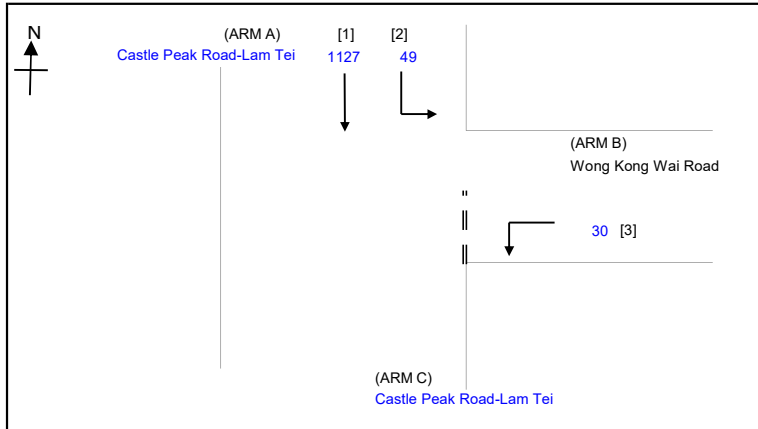 N
(ARM A) [1] [2]
Castle Peak Road-Lam Tei 1127 49
(ARM B)
Wong Kong Wai Road
30 [3]
(ARM C)
Castle Peak Road-Lam Tei